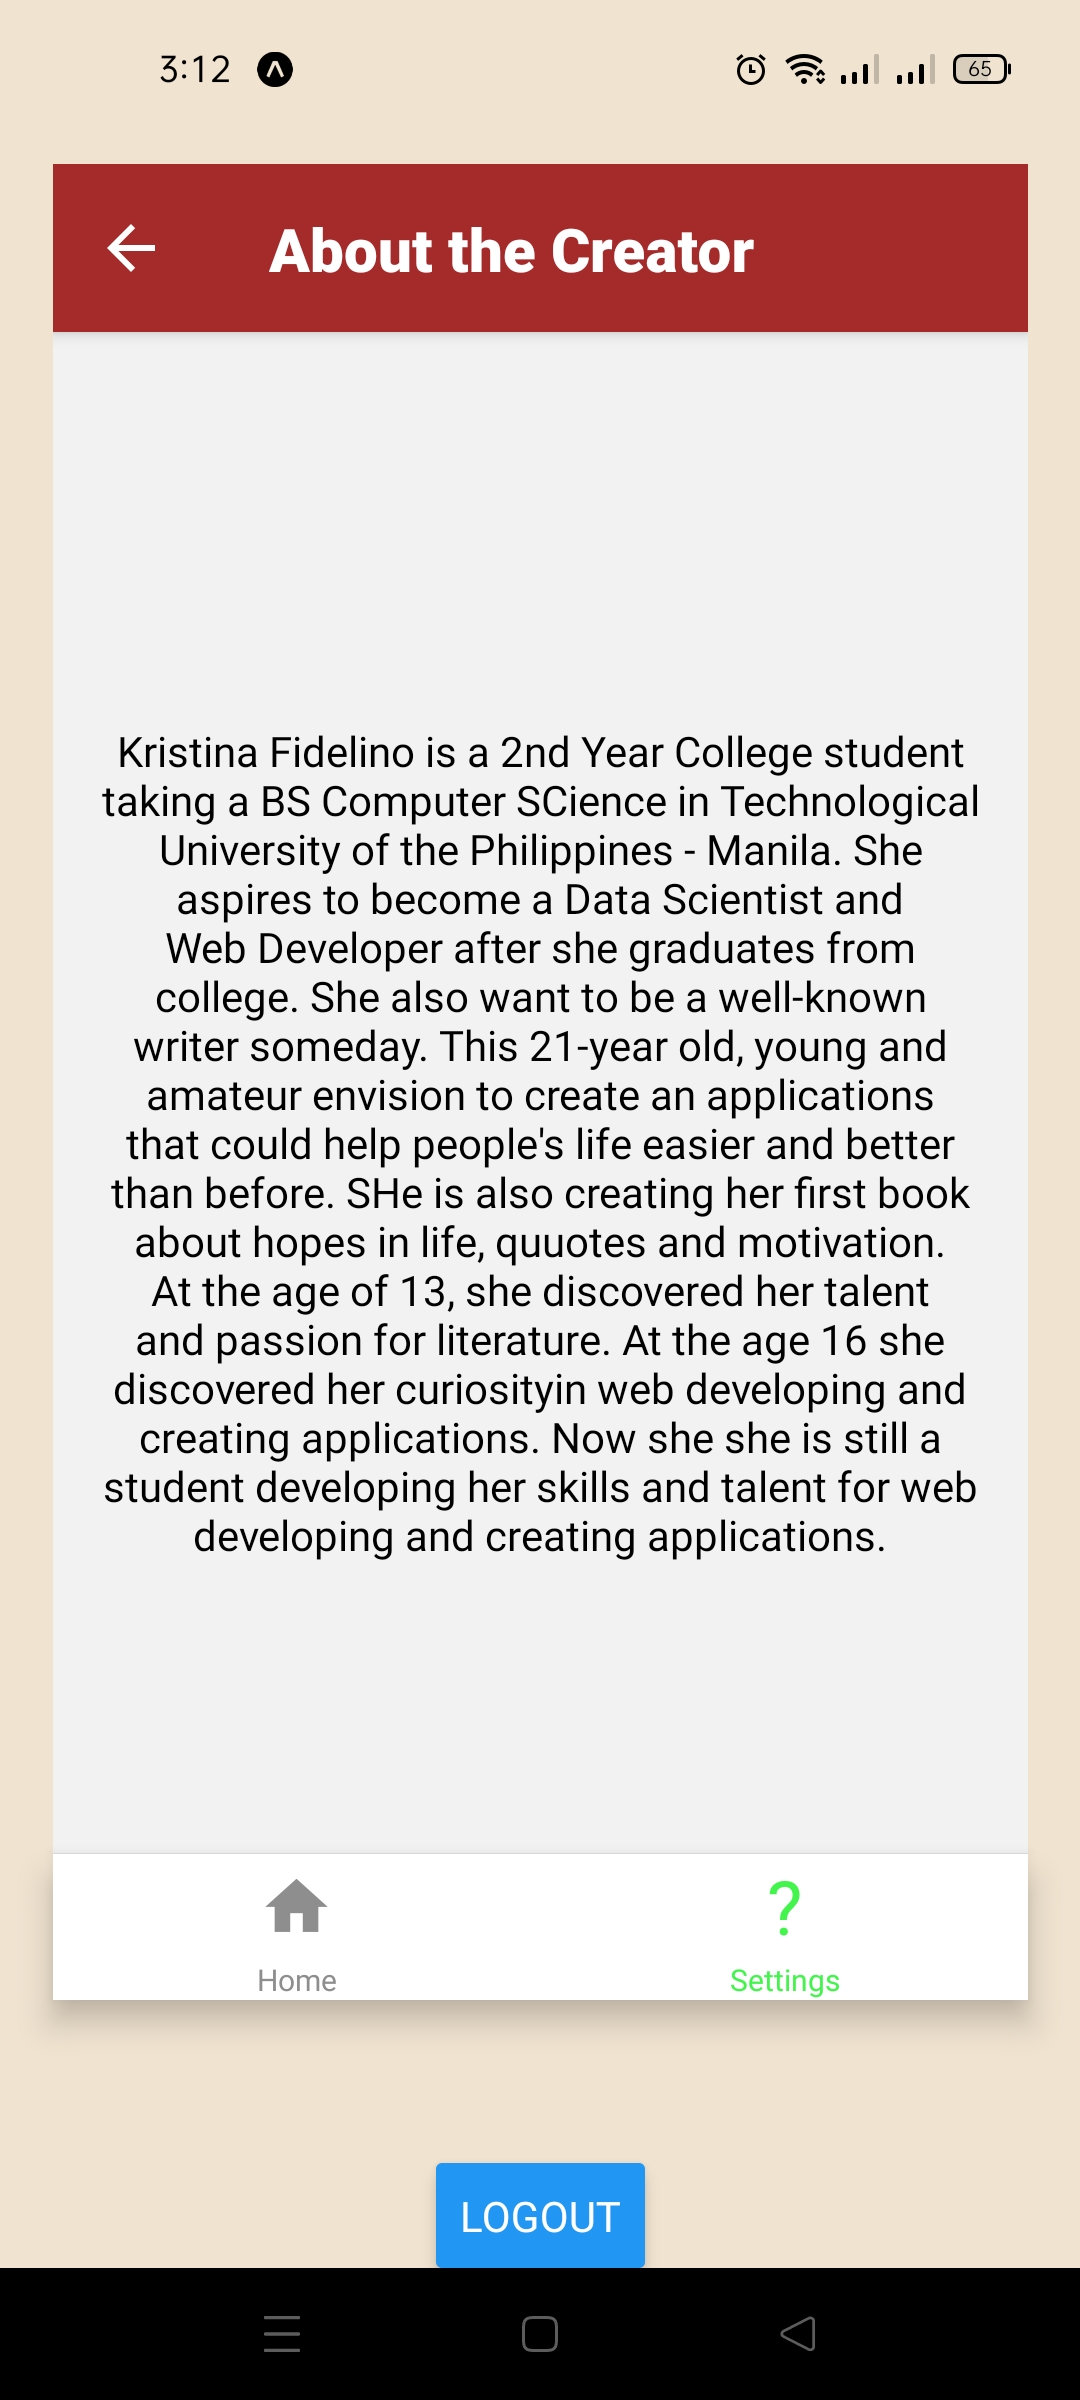 3:12
65
About the Creator
Kristina Fidelino is a 2nd Year College student
taking a BS Computer SCience in Technological
University of the Philippines - Manila. She
aspires to become a Data Scientist and
Web Developer after she graduates from
college. She also want to be a well-known
writer someday. This 21-year old, young and
amateur envision to create an applications
that could help people's life easier and better
than before. SHe is also creating her first book
about hopes in life, quuotes and motivation.
At the age of 13, she discovered her talent
and passion for literature. At the age 16 she
discovered her curiosityin web developing and
creating applications. Now she she is still a
student developing her skills and talent for web
developing and creating applications.
?
Home
Settings
LOGOUT